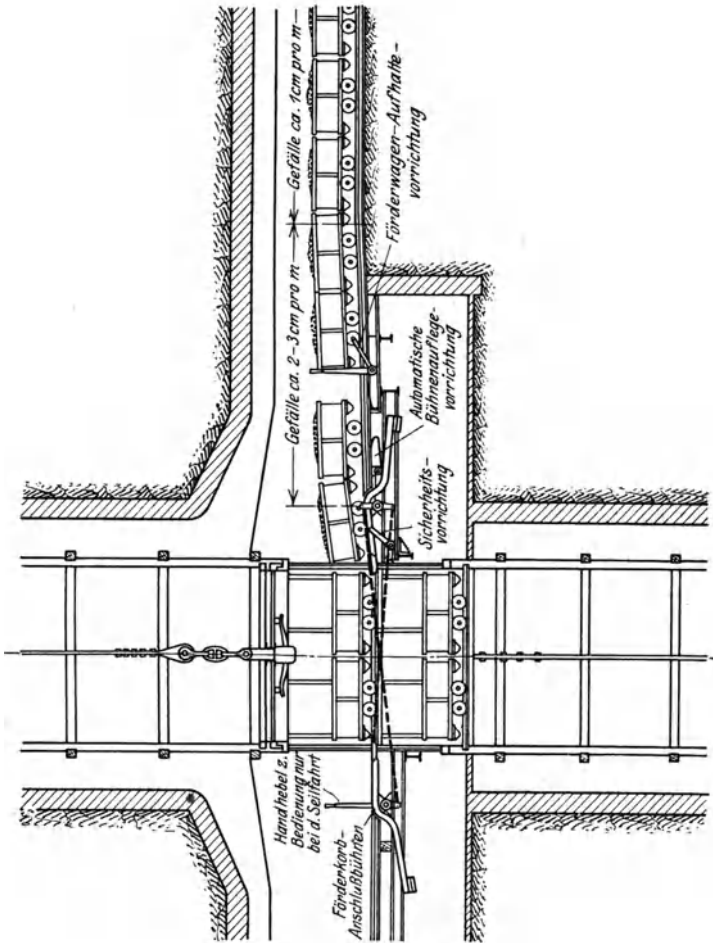 Gefälle ca. 2-3cm pro m
Gefälle ca. 1cm pro m
Förderwagen-Aufhalte-
vorrichtung
Automatische
Bühnenauflege-
vorrichtung
Sicherheits-
vorrichtung
Handhebel z.
Bedienung nur
bei d. Seilfahrt
Förderkorb-
Anschlußbühnen